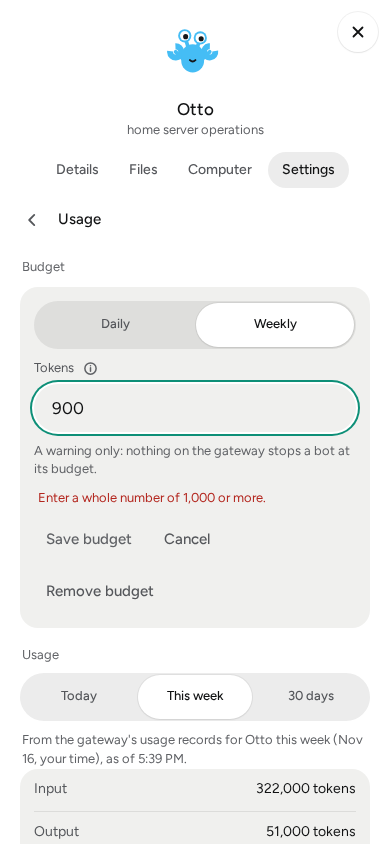 Otto
home server operations
Details
Files
Computer
Settings
Usage
Budget
Daily
Weekly
Tokens
900
A warning only: nothing on the gateway stops a bot at
its budget.
Enter a whole number of 1,000 or more.
Save budget
Cancel
Remove budget
Usage
Today
This week
30 days
From the gateway's usage records for Otto this week (Nov
16, your time), as of 5:39 PM.
Input
322,000 tokens
Output
51,000 tokens